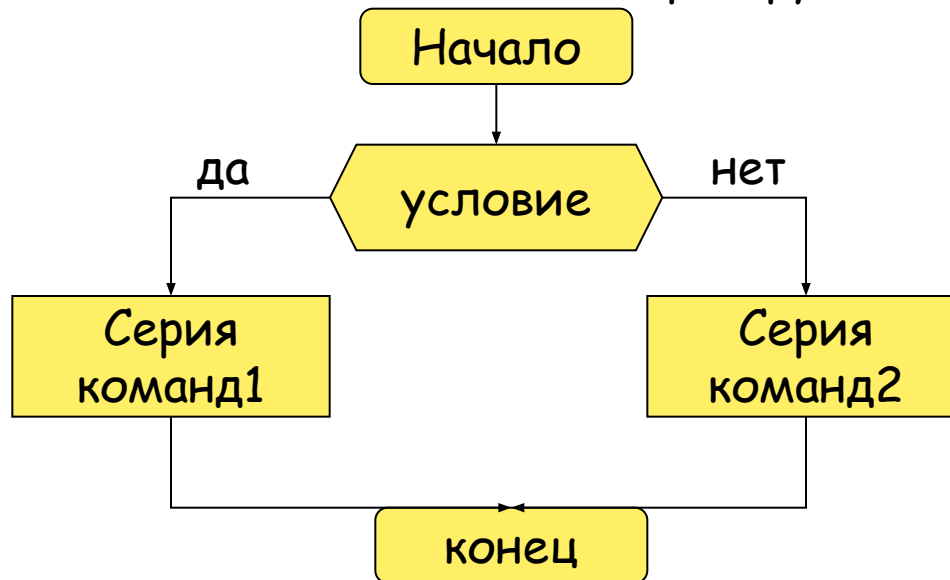 Начало
да
нет
условие
Серия
команд1
Серия
команд2
конец